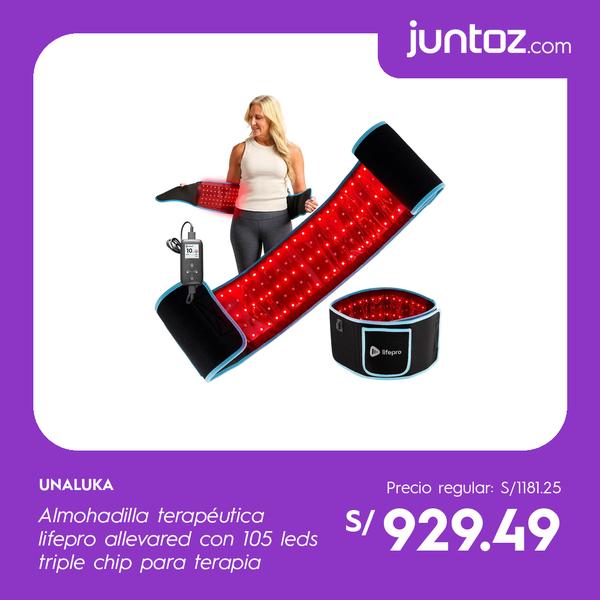 juntoz.com
10
lifepro
UNALUKA
Almohadilla terapéutica
lifepro allevared con 105 leds
triple chip para terapia
Precio regular: S/1181.25
S/ 929.49